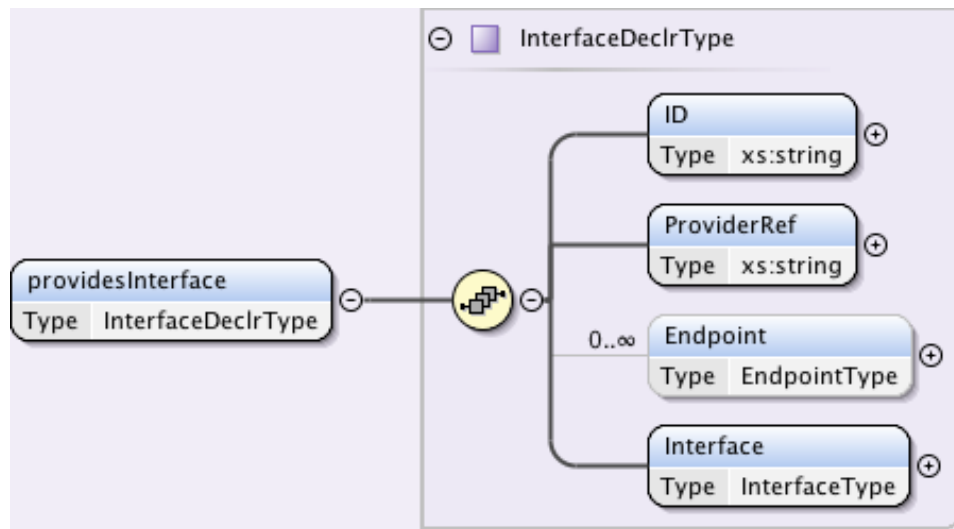 InterfaceDeclrType
ID
Type xs:string
ProviderRef
Type xs:string
providesInterface
Type InterfaceDeclrType
0..∞
Endpoint
Type EndpointType
Interface
Type InterfaceType